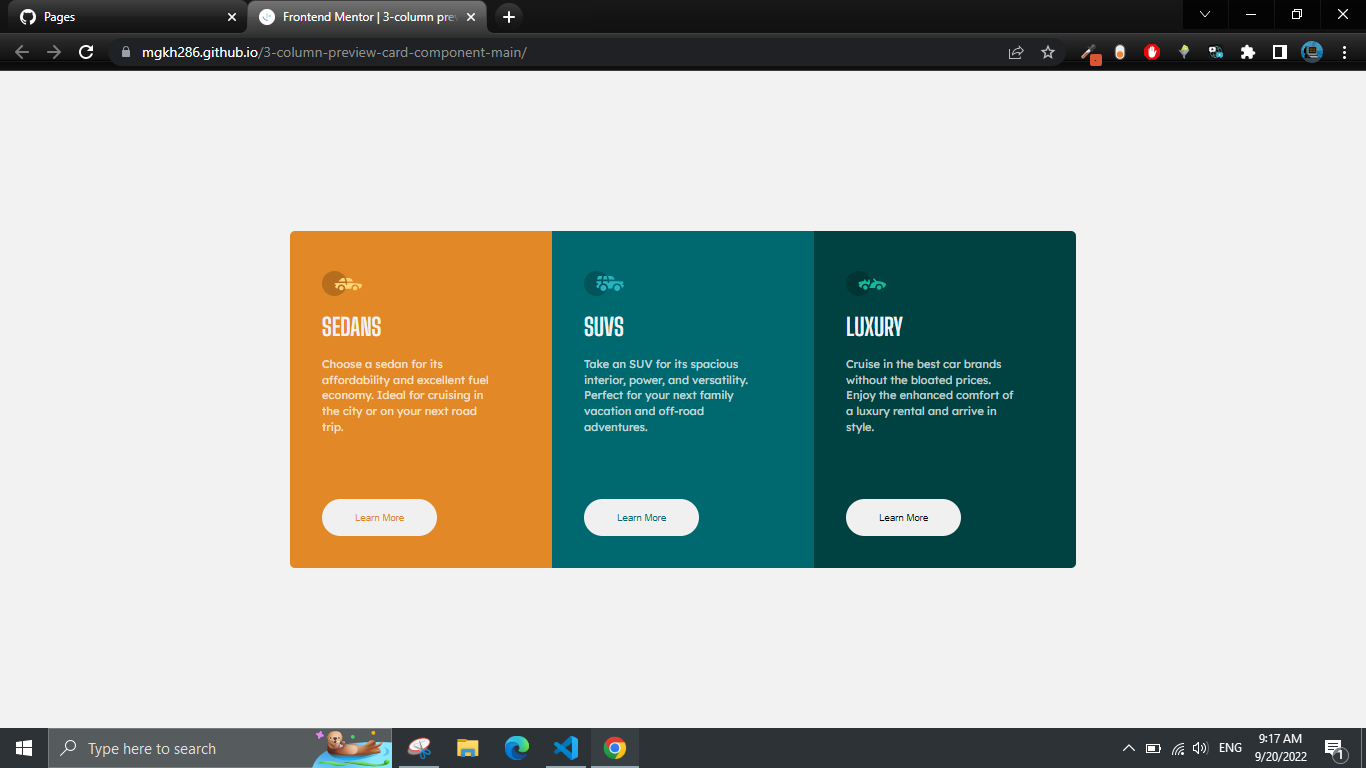 Pages
Frontend Mentor | 3-column pre
mgkh286.github.io/3-column-preview-card-component-main/
SEDANS
Choose a sedan for its
affordability and excellent fuel
economy. Ideal for cruising in
the city or on your next road
trip.
Learn More
SUVS
Take an SUV for its spacious
interior, power, and versatility.
Perfect for your next family
vacation and off-road
adventures.
Learn More
LUXURY
Cruise in the best car brands
without the bloated prices.
Enjoy the enhanced comfort of
a luxury rental and arrive in
style.
Learn More
Type here to search
ENG
9:17 AM
9/20/2022
1